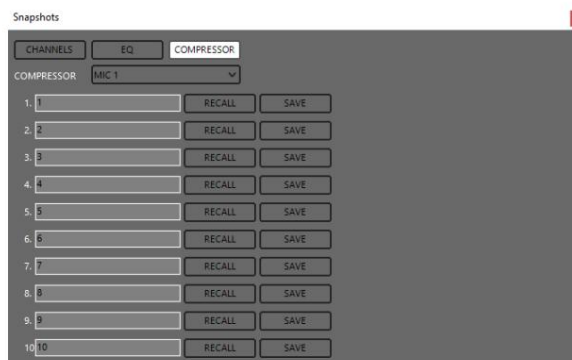 Snapshots
CHANNELS EQ COMPRESSOR
COMPRESSOR MIC 1
1. 1 RECALL SAVE
2. 2 RECALL SAVE
3. 3 RECALL SAVE
4. 4 RECALL SAVE
5. 5 RECALL SAVE
6. 6 RECALL SAVE
7. 7 RECALL SAVE
8. 8 RECALL SAVE
9. 9 RECALL SAVE
10 10 RECALL SAVE